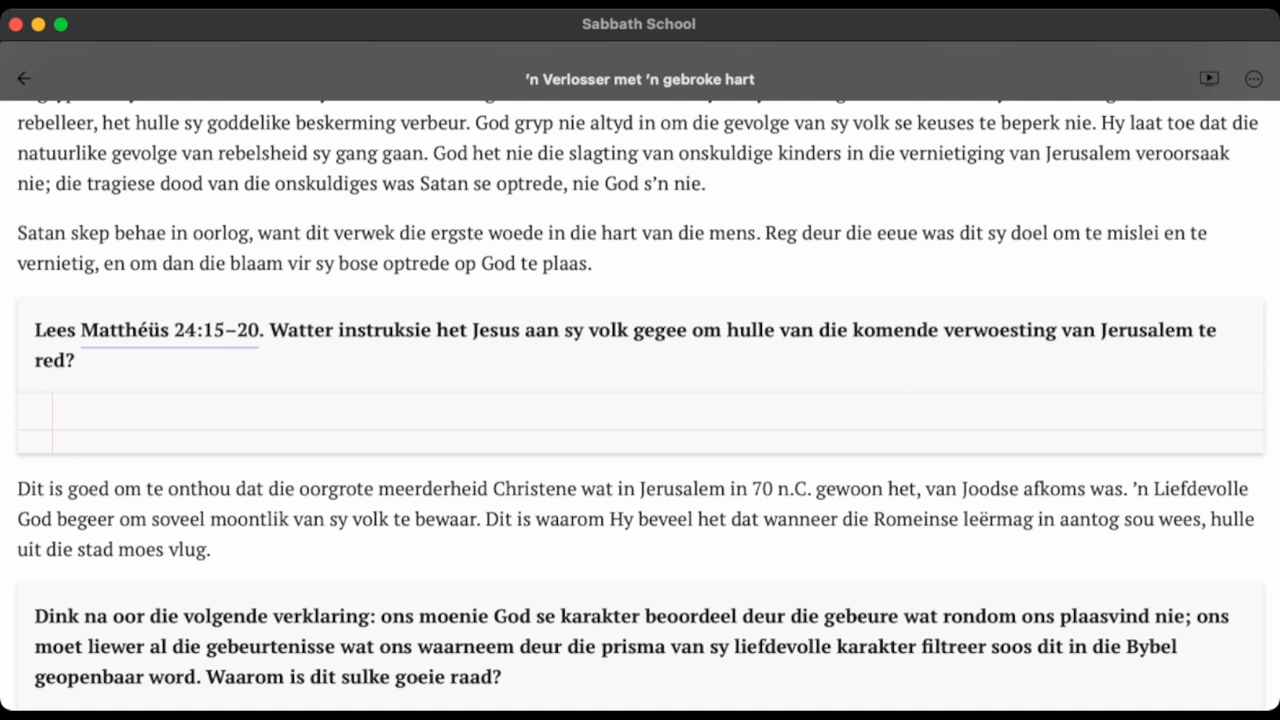 Sabbath School
’n Verlosser met ’n gebroke hart
rebelleer, het hulle sy goddelike beskerming verbeur. God gryp nie altyd in om die gevolge van sy volk se keuses te beperk nie. Hy laat toe dat die
natuurlike gevolge van rebelsheid sy gang gaan. God het nie die slagting van onskuldige kinders in die vernietiging van Jerusalem veroorsaak
nie; die tragiese dood van die onskuldiges was Satan se optrede, nie God s’n nie.
Satan skep behae in oorlog, want dit verwek die ergste woede in die hart van die mens. Reg deur die eeue was dit sy doel om te mislei en te
vernietig, en om dan die blaam vir sy bose optrede op God te plaas.
Lees Matthéüs 24:15–20. Watter instruksie het Jesus aan sy volk gegee om hulle van die komende verwoesting van Jerusalem te
red?
Dit is goed om te onthou dat die oorgrote meerderheid Christene wat in Jerusalem in 70 n.C. gewoon het, van Joodse afkoms was. ’n Liefdevolle
God begeer om soveel moontlik van sy volk te bewaar. Dit is waarom Hy beveel het dat wanneer die Romeinse leërmag in aantog sou wees, hulle
uit die stad moes vlug.
Dink na oor die volgende verklaring: ons moenie God se karakter beoordeel deur die gebeure wat rondom ons plaasvind nie; ons
moet liewer al die gebeurtenisse wat ons waarneem deur die prisma van sy liefdevolle karakter filtreer soos dit in die Bybel
geopenbaar word. Waarom is dit sulke goeie raad?